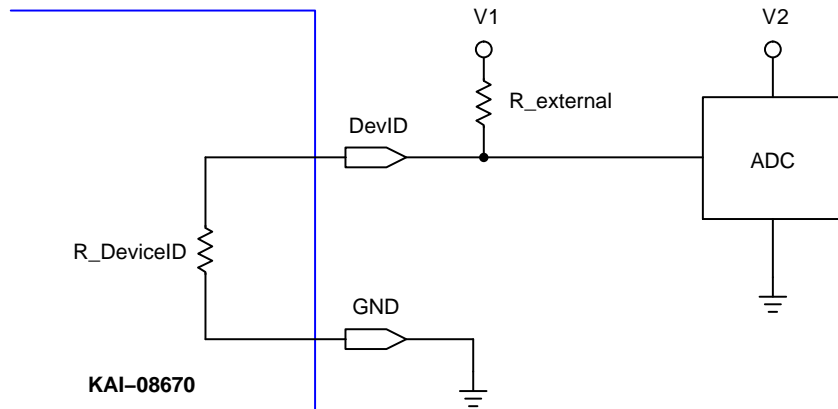 V1
V2
R_external
DevID
ADC
R_DeviceID
GND
KAI−08670